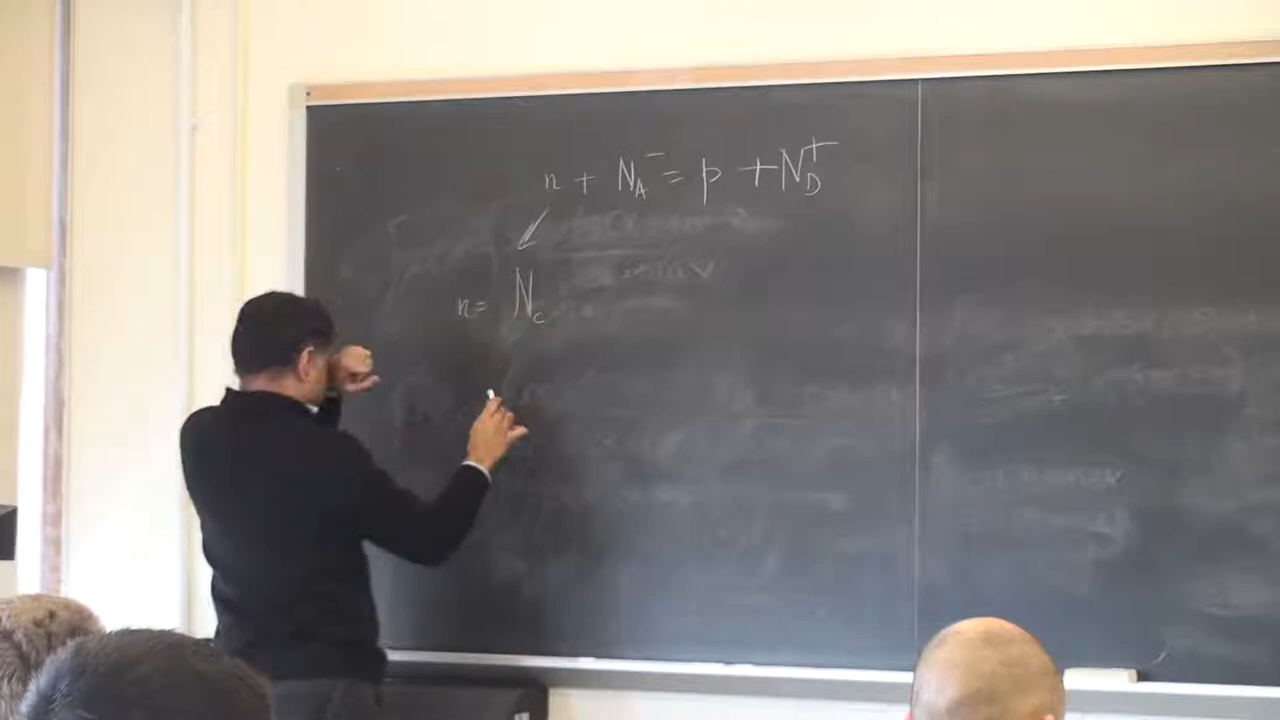 n + N_A^- = p + N_D^+
n = N_c